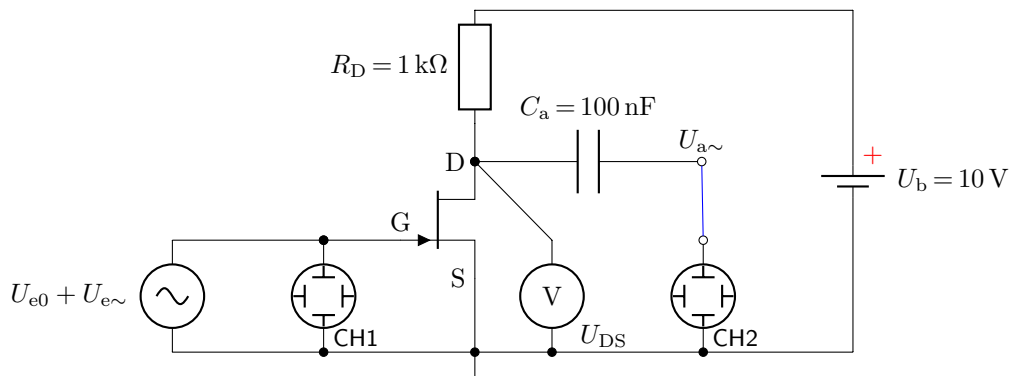 R_D = 1 kΩ
C_a = 100 nF
U_a~
D
+
U_b = 10 V
G
S
U_e0 + U_e~
V
CH1
U_DS
CH2